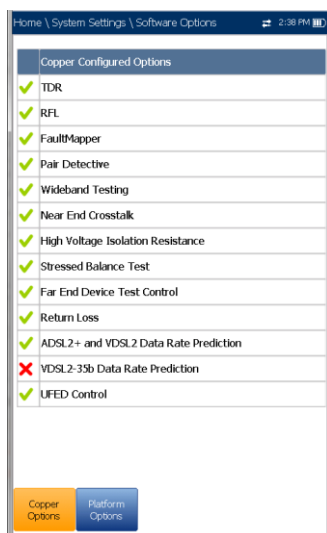 Home \ System Settings \ Software Options 2:38 PM
Copper Configured Options
TDR
RFL
FaultMapper
Pair Detective
Wideband Testing
Near End Crosstalk
High Voltage Isolation Resistance
Stressed Balance Test
Far End Device Test Control
Return Loss
ADSL2+ and VDSL2 Data Rate Prediction
VDSL2-35b Data Rate Prediction
UFED Control
Copper Platform
Options Options